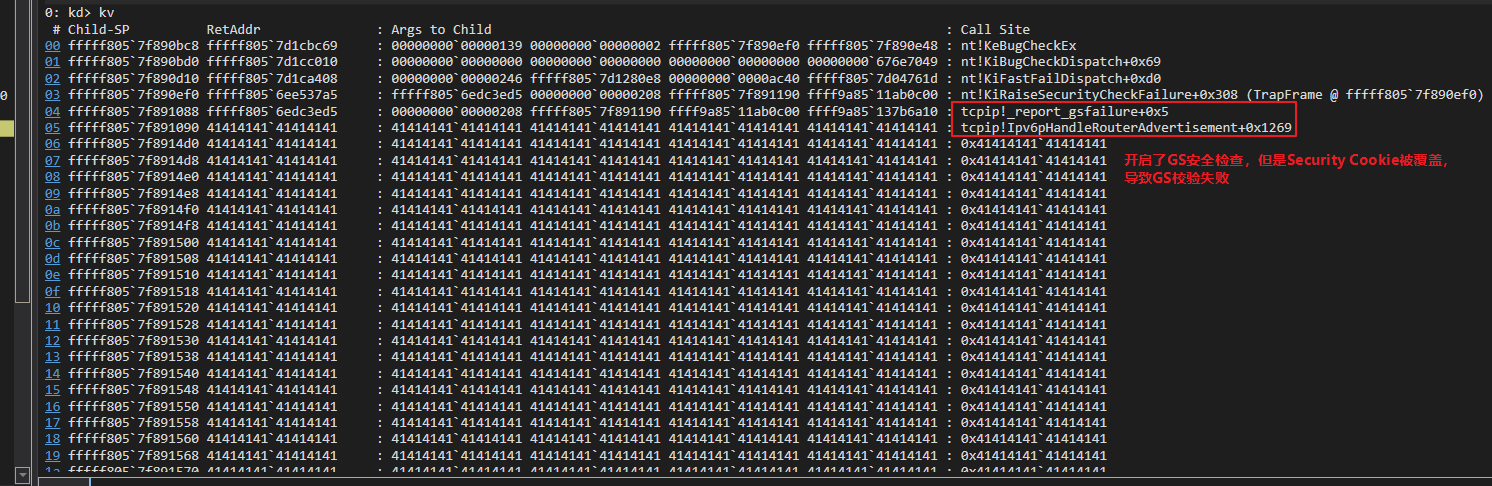 0: kd> kv
# Child-SP RetAddr : Args to Child : Call Site
00 fffff805`7f890bc8 fffff805`7d1cbc69 : 00000000`00000139 00000000`00000002 fffff805`7f890ef0 fffff805`7f890e48 : nt!KeBugCheckEx
01 fffff805`7f890bd0 fffff805`7d1cc010 : 00000000`00000000 00000000`00000000 00000000`00000000 00000000`676e7049 : nt!KiBugCheckDispatch+0x69
02 fffff805`7f890d10 fffff805`7d1ca408 : 00000000`00000246 fffff805`7d1280e8 00000000`0000ac40 fffff805`7d04761d : nt!KiFastFailDispatch+0xd0
0
03 fffff805`7f890ef0 fffff805`6ee537a5 : fffff805`6edc3ed5 00000000`00000208 fffff805`7f891190 ffff9a85`11ab0c00 : nt!KiRaiseSecurityCheckFailure+0x308 (TrapFrame @ fffff805`7f890ef0)
04 fffff805`7f891088 fffff805`6edc3ed5 : 00000000`00000208 fffff805`7f891190 ffff9a85`11ab0c00 ffff9a85`137b6a10 : tcpip!_report_gsfailure+0x5
05 fffff805`7f891090 41414141`41414141 : 41414141`41414141 41414141`41414141 41414141`41414141 41414141`41414141 : tcpip!Ipv6pHandleRouterAdvertisement+0x1269
06 fffff805`7f8914d0 41414141`41414141 : 41414141`41414141 41414141`41414141 41414141`41414141 41414141`41414141 : 0x41414141`41414141
07 fffff805`7f8914d8 41414141`41414141 : 41414141`41414141 41414141`41414141 41414141`41414141 41414141`41414141 : 0x41414141`41414141
开启了GS安全检查，但是Security Cookie被覆盖，
08 fffff805`7f8914e0 41414141`41414141 : 41414141`41414141 41414141`41414141 41414141`41414141 41414141`41414141 : 0x41414141`41414141
导致GS校验失败
09 fffff805`7f8914e8 41414141`41414141 : 41414141`41414141 41414141`41414141 41414141`41414141 41414141`41414141 : 0x41414141`41414141
0a fffff805`7f8914f0 41414141`41414141 : 41414141`41414141 41414141`41414141 41414141`41414141 41414141`41414141 : 0x41414141`41414141
0b fffff805`7f8914f8 41414141`41414141 : 41414141`41414141 41414141`41414141 41414141`41414141 41414141`41414141 : 0x41414141`41414141
0c fffff805`7f891500 41414141`41414141 : 41414141`41414141 41414141`41414141 41414141`41414141 41414141`41414141 : 0x41414141`41414141
0d fffff805`7f891508 41414141`41414141 : 41414141`41414141 41414141`41414141 41414141`41414141 41414141`41414141 : 0x41414141`41414141
0e fffff805`7f891510 41414141`41414141 : 41414141`41414141 41414141`41414141 41414141`41414141 41414141`41414141 : 0x41414141`41414141
0f fffff805`7f891518 41414141`41414141 : 41414141`41414141 41414141`41414141 41414141`41414141 41414141`41414141 : 0x41414141`41414141
10 fffff805`7f891520 41414141`41414141 : 41414141`41414141 41414141`41414141 41414141`41414141 41414141`41414141 : 0x41414141`41414141
11 fffff805`7f891528 41414141`41414141 : 41414141`41414141 41414141`41414141 41414141`41414141 41414141`41414141 : 0x41414141`41414141
12 fffff805`7f891530 41414141`41414141 : 41414141`41414141 41414141`41414141 41414141`41414141 41414141`41414141 : 0x41414141`41414141
13 fffff805`7f891538 41414141`41414141 : 41414141`41414141 41414141`41414141 41414141`41414141 41414141`41414141 : 0x41414141`41414141
14 fffff805`7f891540 41414141`41414141 : 41414141`41414141 41414141`41414141 41414141`41414141 41414141`41414141 : 0x41414141`41414141
15 fffff805`7f891548 41414141`41414141 : 41414141`41414141 41414141`41414141 41414141`41414141 41414141`41414141 : 0x41414141`41414141
16 fffff805`7f891550 41414141`41414141 : 41414141`41414141 41414141`41414141 41414141`41414141 41414141`41414141 : 0x41414141`41414141
17 fffff805`7f891558 41414141`41414141 : 41414141`41414141 41414141`41414141 41414141`41414141 41414141`41414141 : 0x41414141`41414141
18 fffff805`7f891560 41414141`41414141 : 41414141`41414141 41414141`41414141 41414141`41414141 41414141`41414141 : 0x41414141`41414141
19 fffff805`7f891568 41414141`41414141 : 41414141`41414141 41414141`41414141 41414141`41414141 41414141`41414141 : 0x41414141`41414141
1a fffff805`7f891570 41414141`41414141 : 41414141`41414141 41414141`41414141 41414141`41414141 41414141`41414141 : 0x41414141`41414141